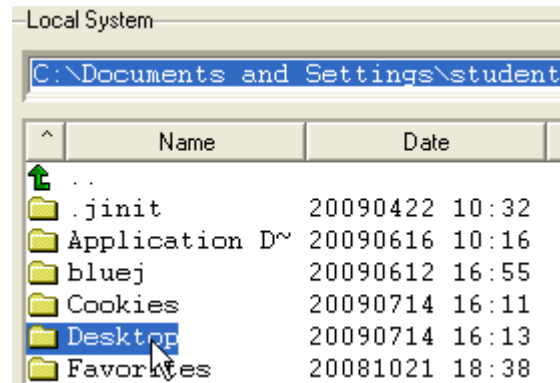 Local System
C:\Documents and Settings\student
^ Name Date
..
.jinit 20090422 10:32
Application D~ 20090616 10:16
bluej 20090612 16:55
Cookies 20090714 16:11
Desktop 20090714 16:13
Favorites 20081021 18:38